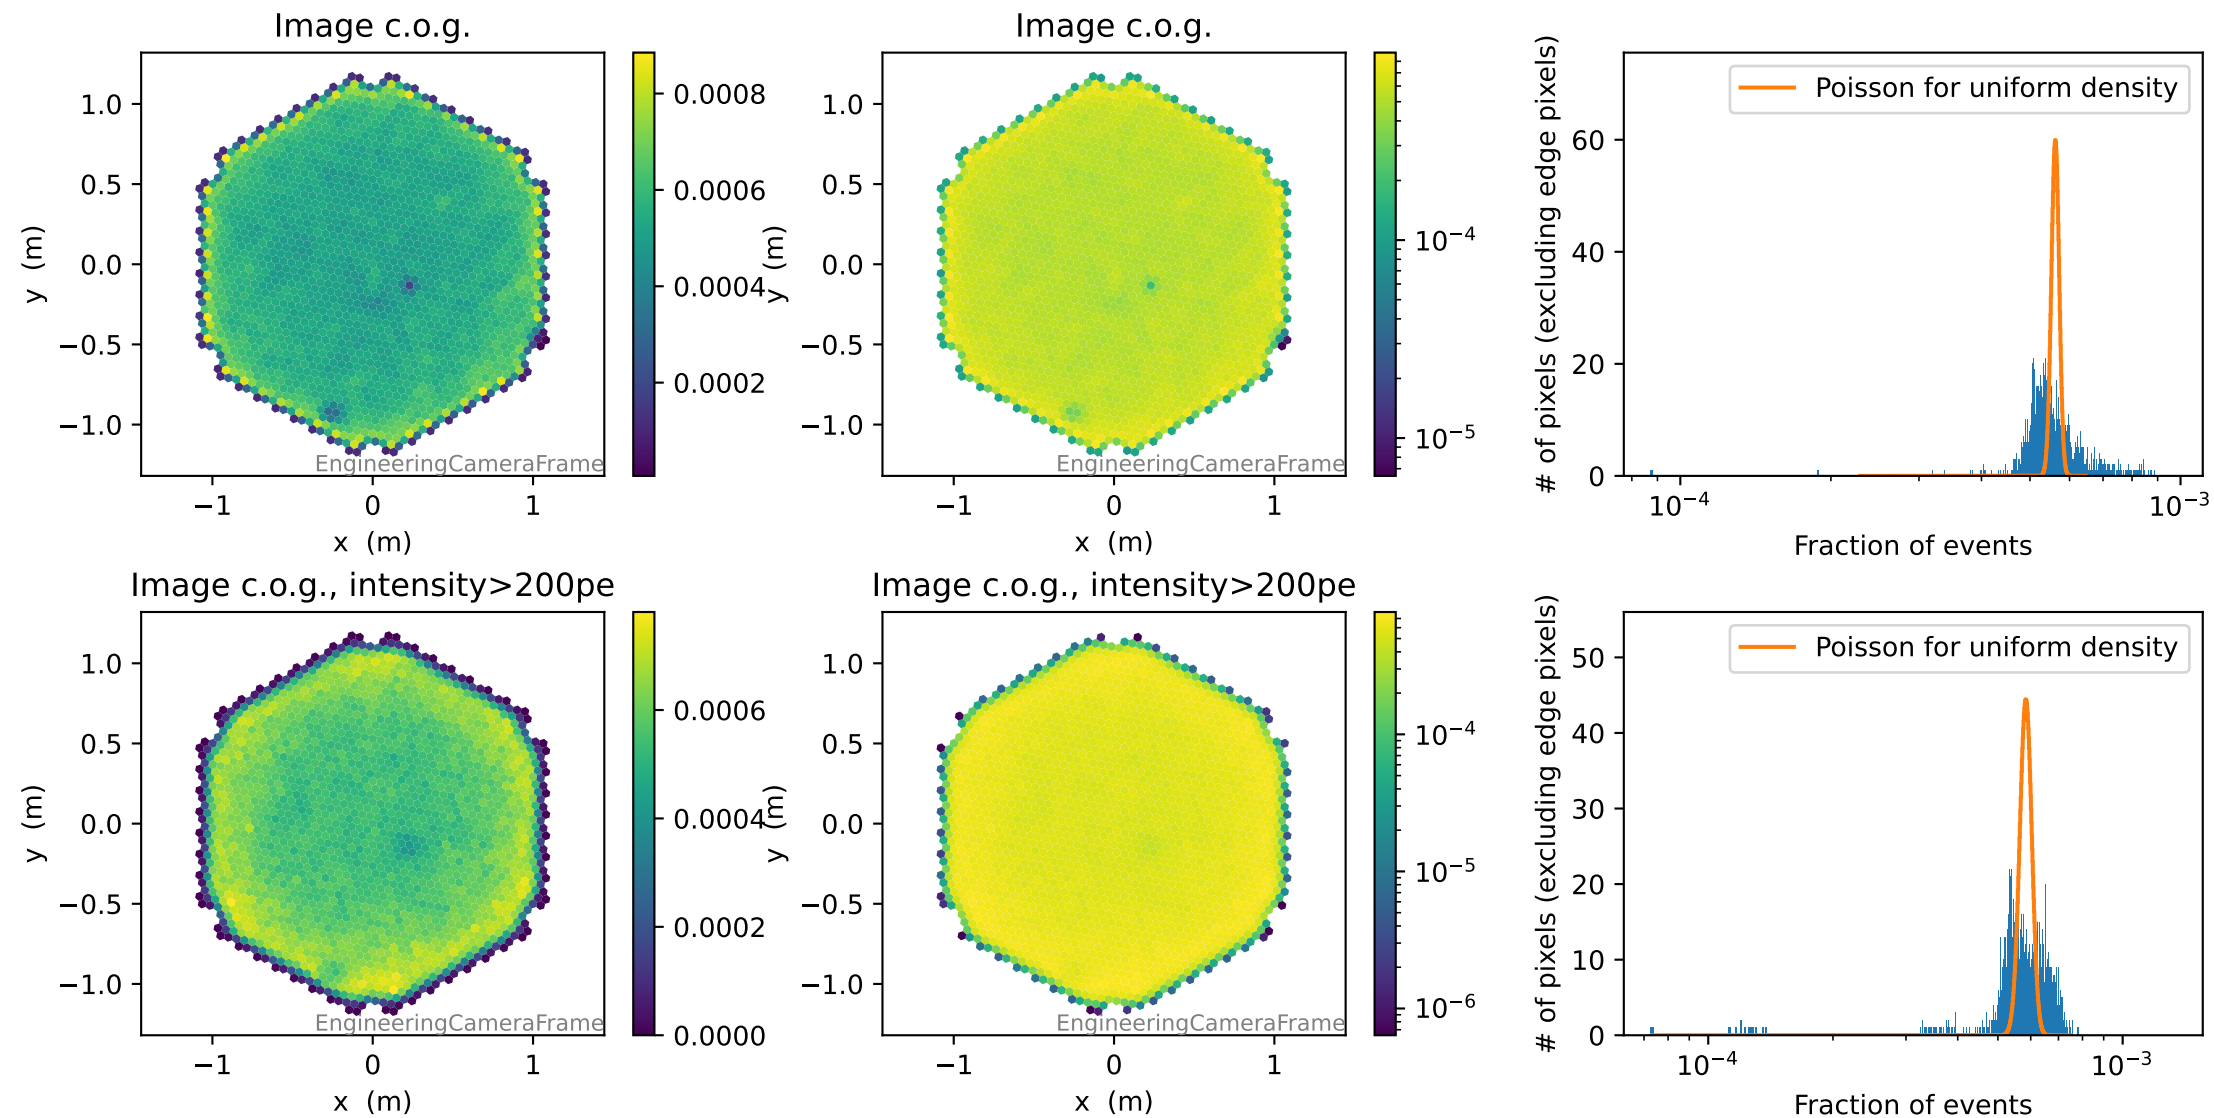 Image c.o.g.
1.0
0.5
0.0
−0.5
−1.0
y (m)
−1
0
1
x (m)
EngineeringCameraFrame
0.0008
0.0006
0.0004
0.0002
Image c.o.g.
1.0
0.5
0.0
−0.5
−1.0
y (m)
−1
0
1
x (m)
EngineeringCameraFrame
10⁻⁴
10⁻⁵
# of pixels (excluding edge pixels)
60
40
20
0
Poisson for uniform density
10⁻⁴
10⁻³
Fraction of events
Image c.o.g., intensity>200pe
1.0
0.5
0.0
−0.5
−1.0
y (m)
−1
0
1
x (m)
EngineeringCameraFrame
0.0006
0.0004
0.0002
0.0000
Image c.o.g., intensity>200pe
1.0
0.5
0.0
−0.5
−1.0
y (m)
−1
0
1
x (m)
EngineeringCameraFrame
10⁻⁴
10⁻⁵
10⁻⁶
# of pixels (excluding edge pixels)
50
40
30
20
10
0
Poisson for uniform density
10⁻⁴
10⁻³
Fraction of events